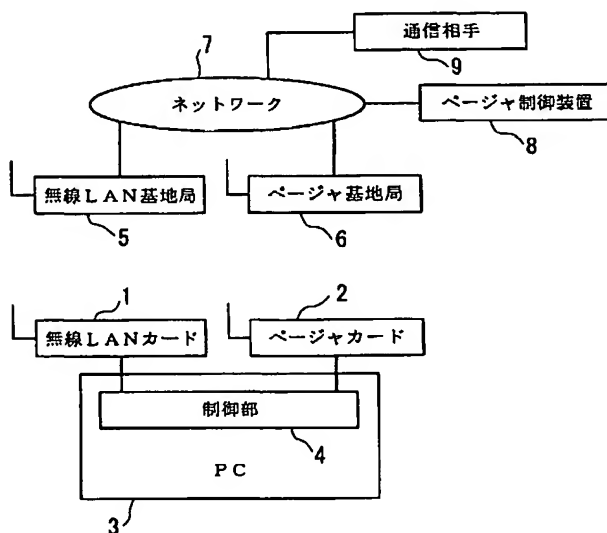 通信相手
7
9
ネットワーク
ページャ制御装置
8
無線LAN基地局
ページャ基地局
5
6
1
2
無線LANカード
ページャカード
制御部
4
PC
3